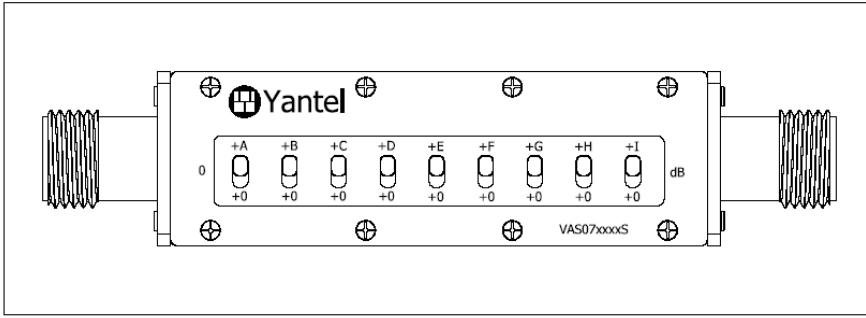 Yantel
+A +B +C +D +E +F +G +H +I
0 dB
+0 +0 +0 +0 +0 +0 +0 +0 +0
VAS07xxxxS